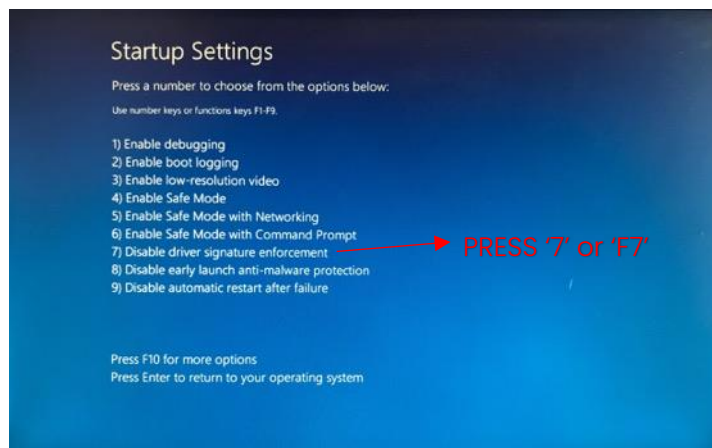 Startup Settings
Press a number to choose from the options below:
Use number keys or functions keys F1-F9.
1) Enable debugging
2) Enable boot logging
3) Enable low-resolution video
4) Enable Safe Mode
5) Enable Safe Mode with Networking
6) Enable Safe Mode with Command Prompt
7) Disable driver signature enforcement
PRESS '7' or 'F7'
8) Disable early launch anti-malware protection
9) Disable automatic restart after failure
Press F10 for more options
Press Enter to return to your operating system